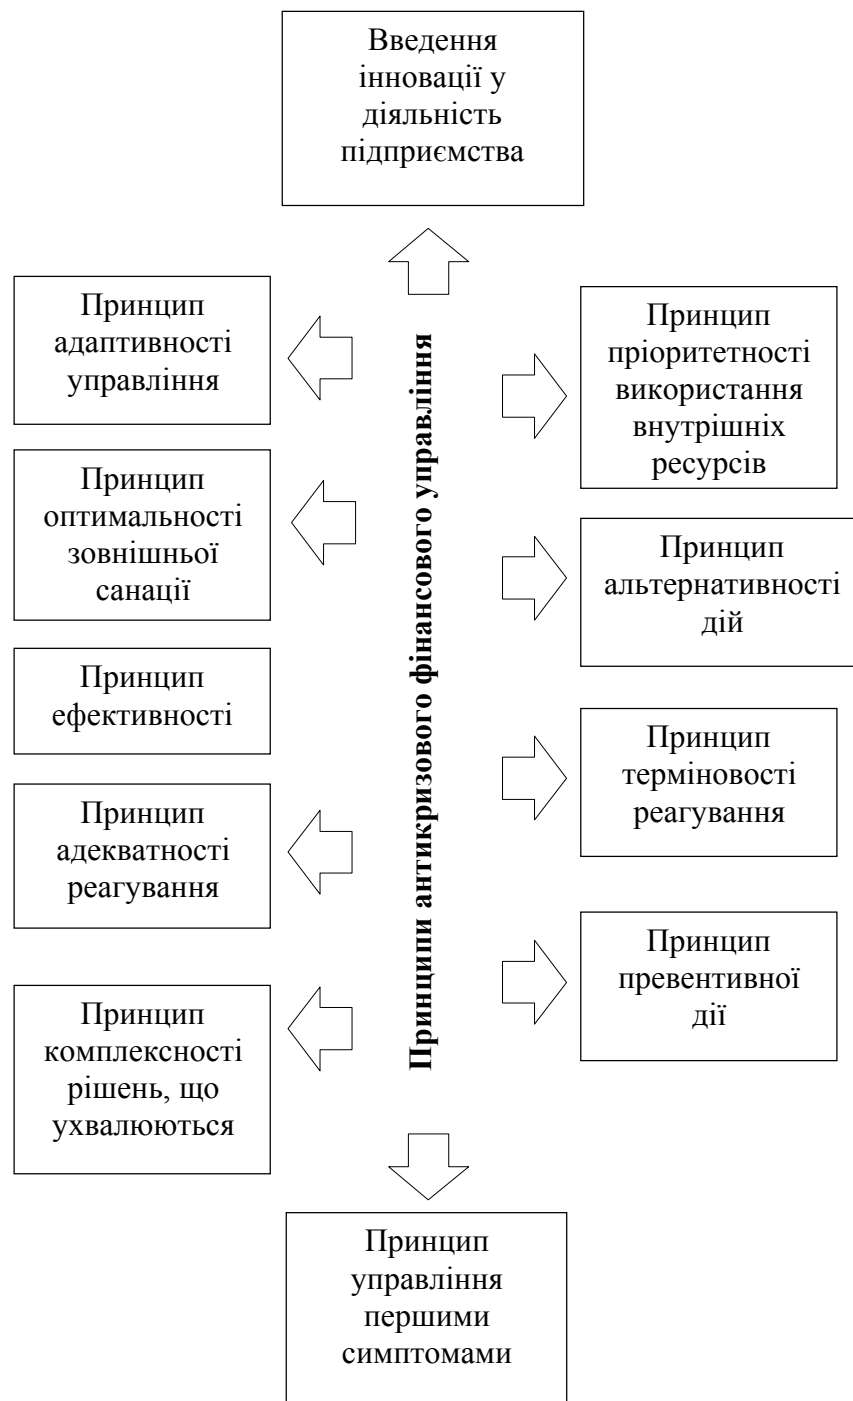 Введення
інновації у
діяльність
підприємства
Принцип
адаптивності
управління
Принцип
оптимальності
зовнішньої
санації
Принцип
ефективності
Принцип
адекватності
реагування
Принцип
комплексності
рішень, що
ухвалюються
Принципи антикризового фінансового управління
Принцип
пріоритетності
використання
внутрішніх
ресурсів
Принцип
альтернативності
дій
Принцип
терміновості
реагування
Принцип
превентивної
дії
Принцип
управління
першими
симптомами